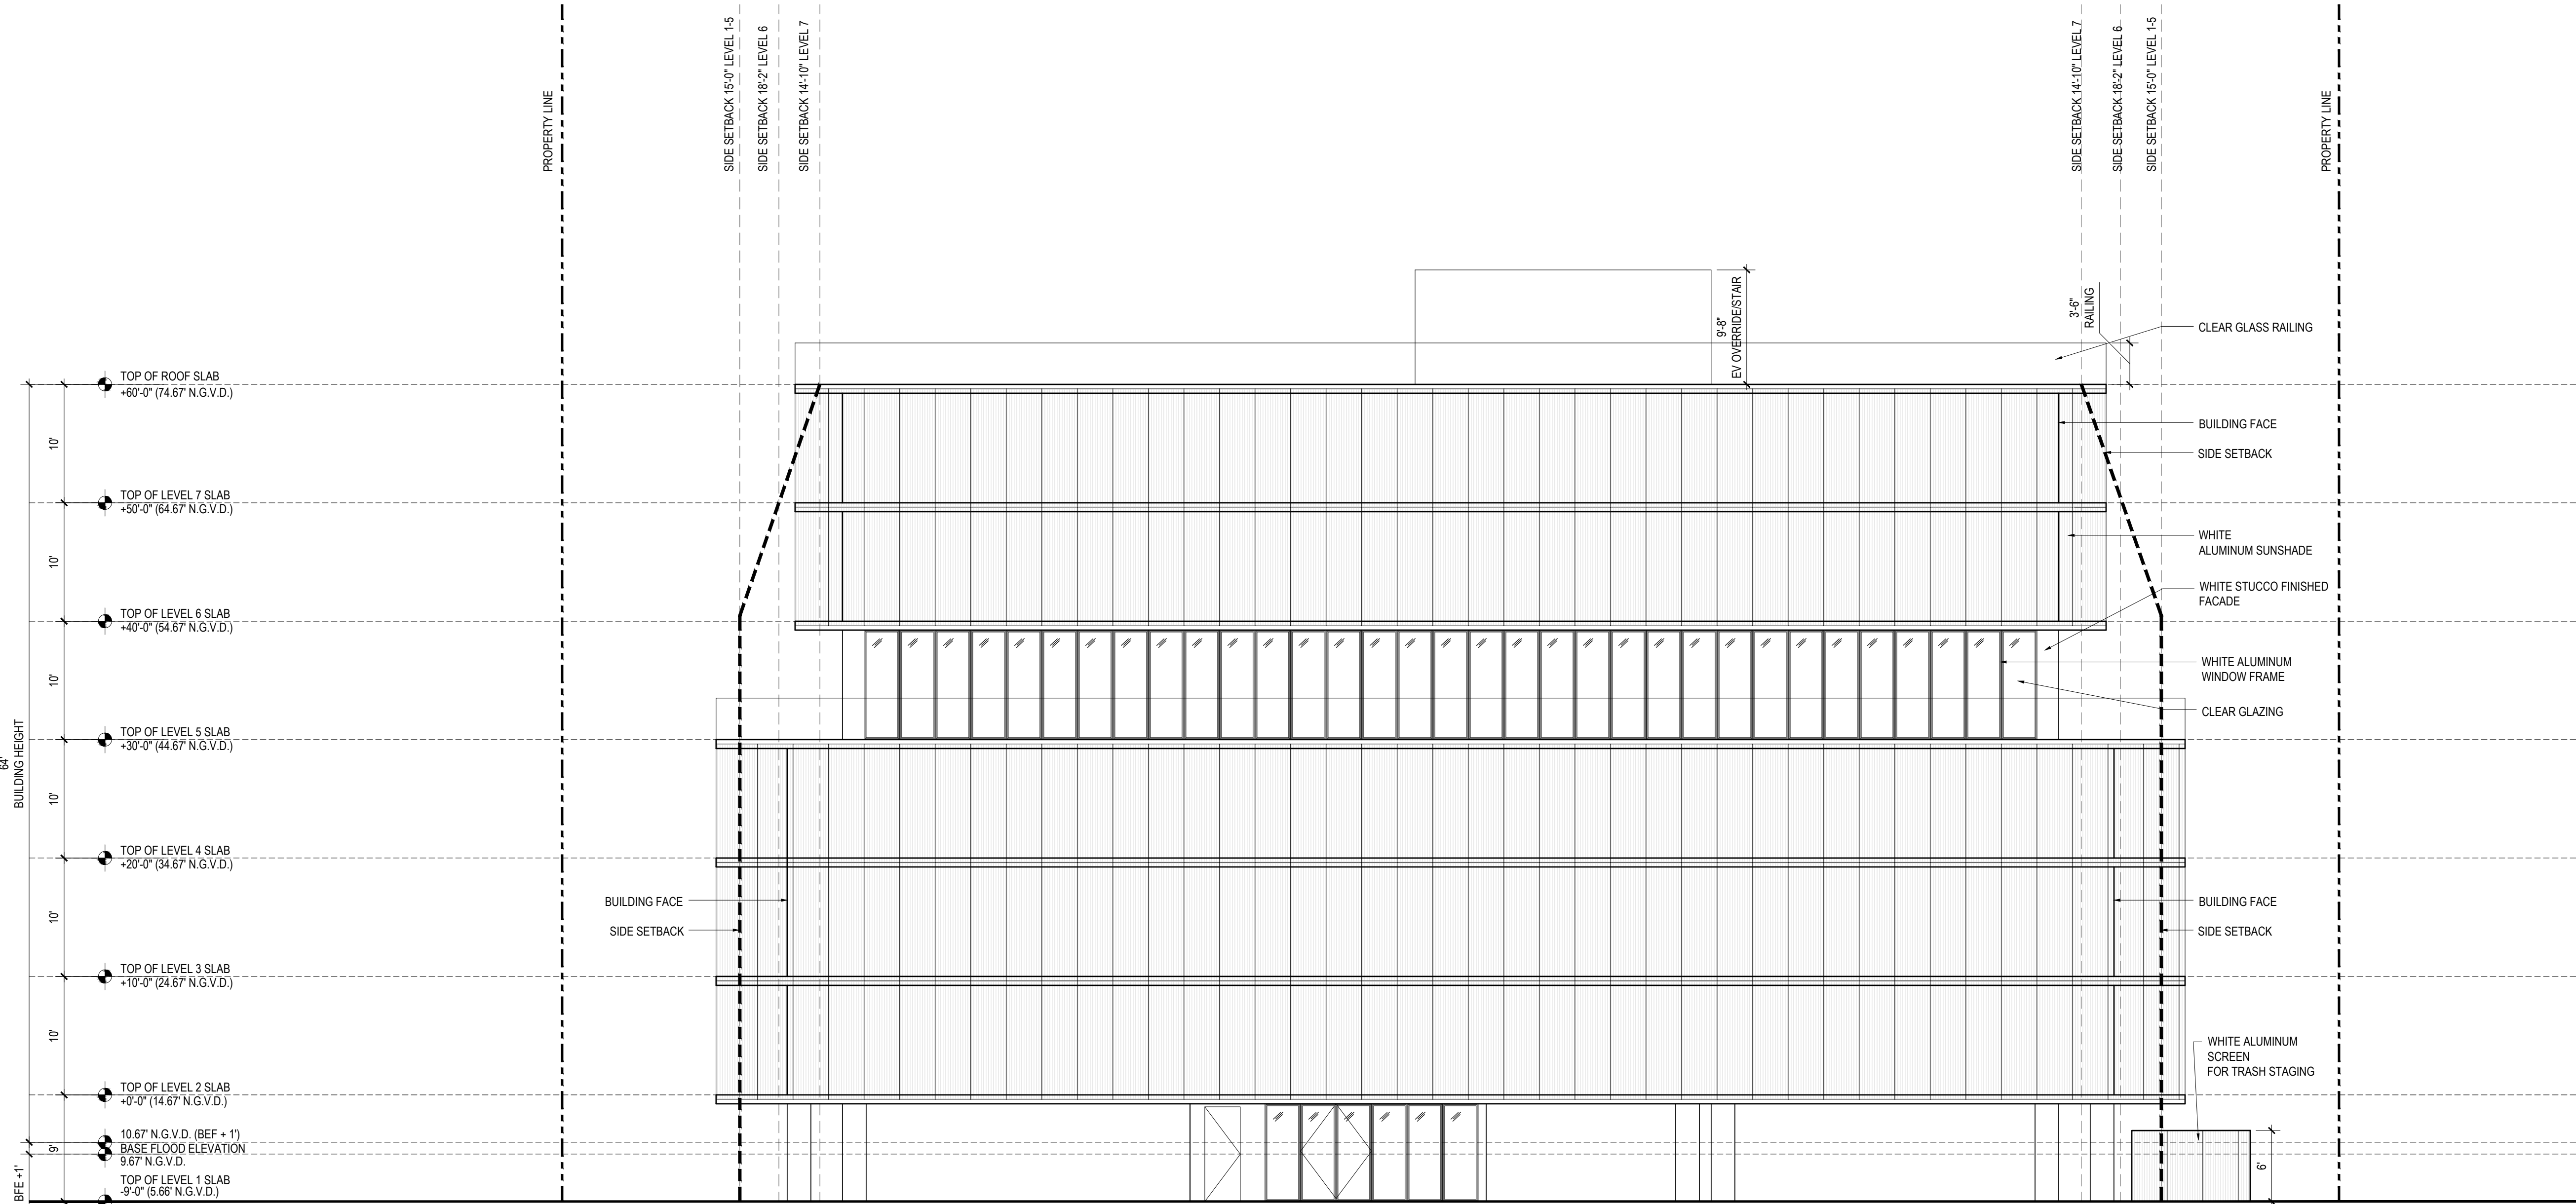 PROPERTY LINE
SIDE SETBACK 15'-0" LEVEL 1-5
SIDE SETBACK 18'-2" LEVEL 6
SIDE SETBACK 14'-10" LEVEL 7
SIDE SETBACK 14'-10" LEVEL 7
SIDE SETBACK 18'-2" LEVEL 6
SIDE SETBACK 15'-0" LEVEL 1-5
PROPERTY LINE
9'-8"
EV OVERRIDE/STAIR
3'-6"
RAILING
CLEAR GLASS RAILING
TOP OF ROOF SLAB
+60'-0" (74.67' N.G.V.D.)
10'
BUILDING FACE
SIDE SETBACK
TOP OF LEVEL 7 SLAB
+50'-0" (64.67' N.G.V.D.)
10'
WHITE
ALUMINUM SUNSHADE
WHITE STUCCO FINISHED
FACADE
TOP OF LEVEL 6 SLAB
+40'-0" (54.67' N.G.V.D.)
10'
WHITE ALUMINUM
WINDOW FRAME
CLEAR GLAZING
TOP OF LEVEL 5 SLAB
+30'-0" (44.67' N.G.V.D.)
64'
BUILDING HEIGHT
10'
TOP OF LEVEL 4 SLAB
+20'-0" (34.67' N.G.V.D.)
10'
BUILDING FACE
SIDE SETBACK
BUILDING FACE
SIDE SETBACK
TOP OF LEVEL 3 SLAB
+10'-0" (24.67' N.G.V.D.)
10'
WHITE ALUMINUM
SCREEN
FOR TRASH STAGING
TOP OF LEVEL 2 SLAB
+0'-0" (14.67' N.G.V.D.)
10.67' N.G.V.D. (BEF + 1')
BASE FLOOD ELEVATION
9.67' N.G.V.D.
9'
BFE +1'
6'
TOP OF LEVEL 1 SLAB
-9'-0" (5.66' N.G.V.D.)